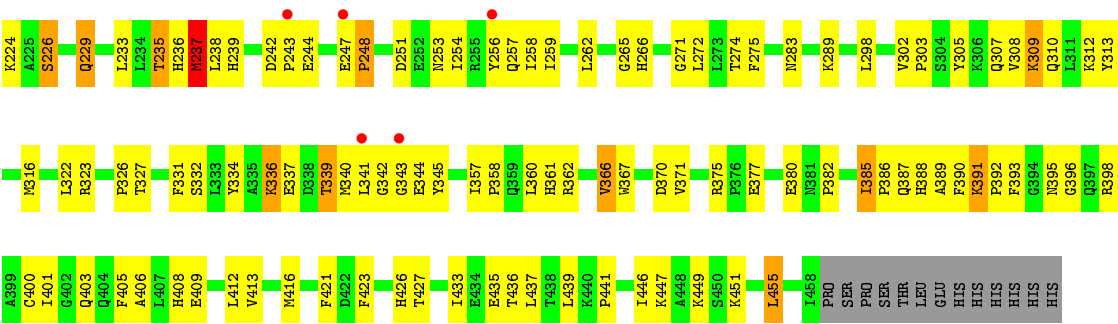 K224 A225 S226 Q229 L233 L234 T235 H236 M237 L238 H239 D242 P243 E244 E247 P248 D251 E252 N253 I254 R255 Y256 Q257 I258 I259 L262 G265 H266 G271 L272 L273 T274 F275 N283 K289 L298 V302 P303 S304 Y305 K306 Q307 V308 K309 Q310 L311 K312 Y313
M316 L322 R323 P326 T327 F331 S332 L333 Y334 A335 K336 E337 D338 T339 M340 L341 G342 G343 E344 Y345 I357 P358 Q359 L360 H361 R362 V366 W367 D370 V371 R375 P376 E377 E380 N381 P382 I385 P386 Q387 H388 A389 F390 K391 P392 F393 G394 N395 G396 Q397 R398
A399 C400 I401 G402 Q403 Q404 F405 A406 L407 H408 E409 L412 V413 M416 F421 D422 F423 H426 T427 I433 E434 E435 T436 L437 T438 L439 K440 P441 I446 K447 A448 K449 S450 K451 L455 I458 PRO SER PRO SER THR LEU GLU HIS HIS HIS HIS HIS HIS